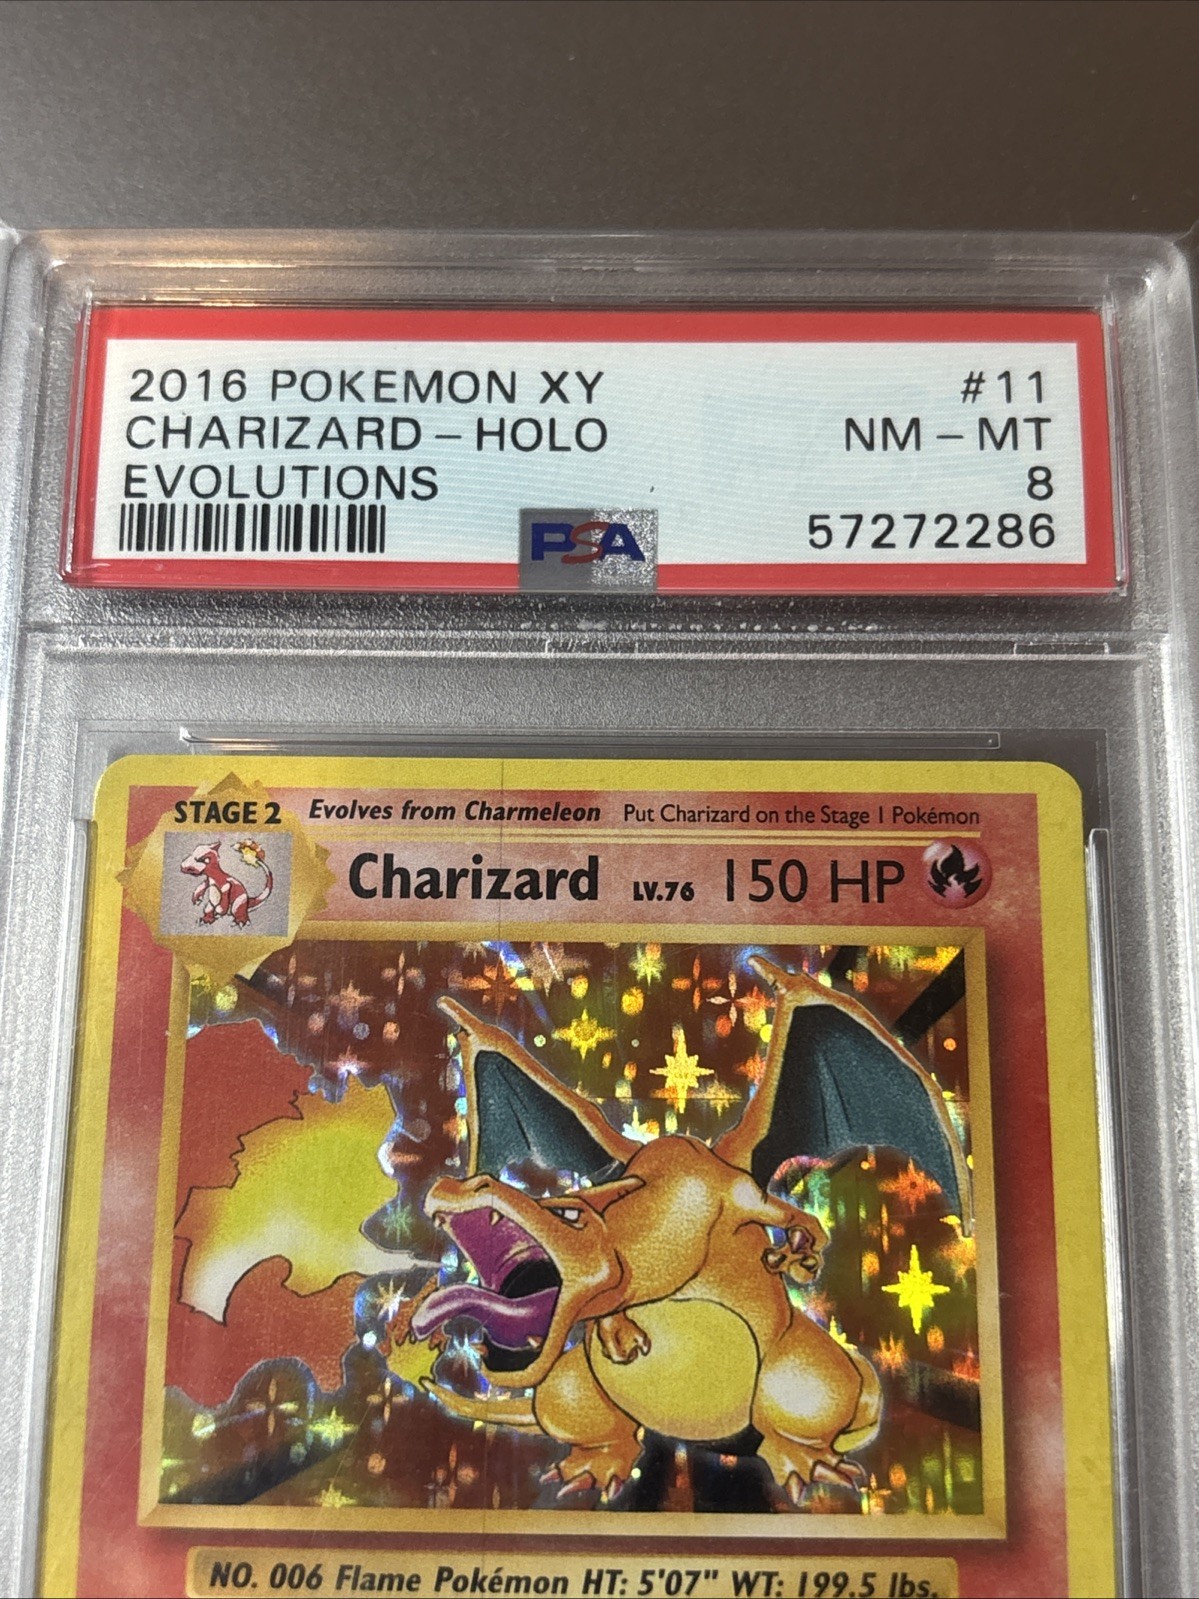 2016 POKEMON XY #11
CHARIZARD - HOLO NM - MT
EVOLUTIONS 8
PSA 57272286
STAGE 2 Evolves from Charmeleon Put Charizard on the Stage 1 Pokémon
Charizard LV.76 150 HP
NO. 006 Flame Pokémon HT: 5'07" WT: 199.5 lbs.